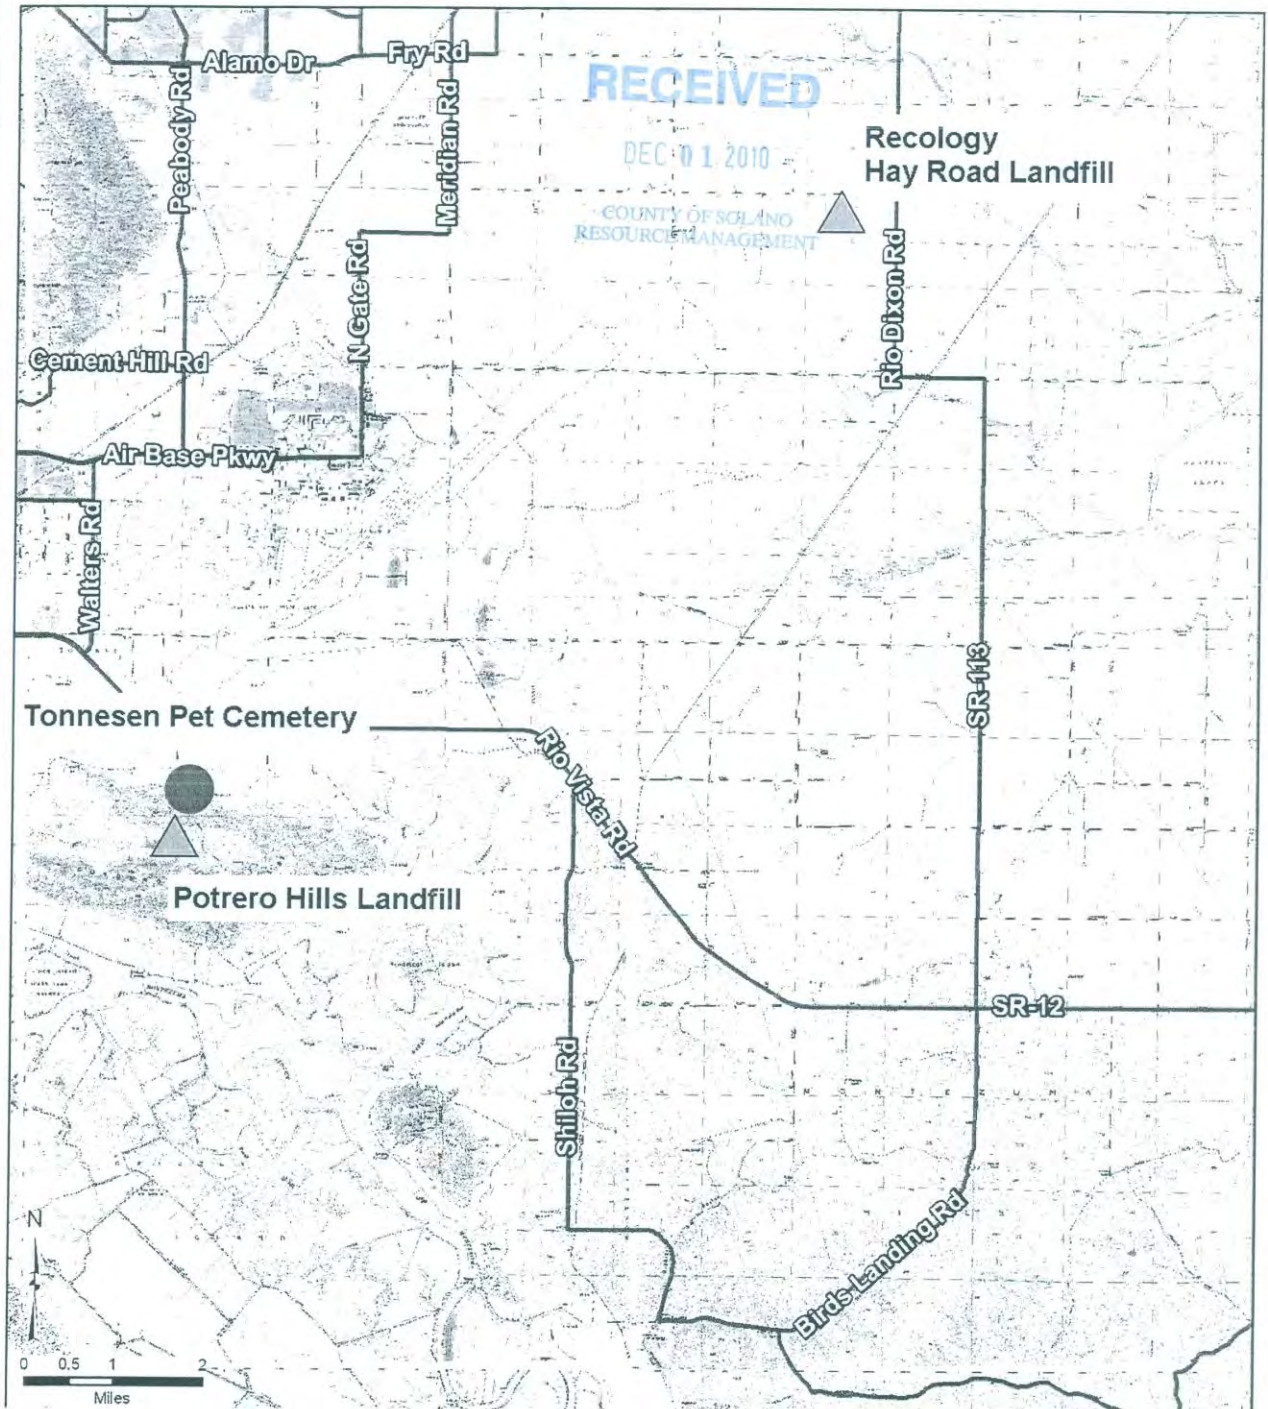 Alamo Dr
Fry Rd
Peabody Rd
Meridian Rd
RECEIVED
DEC 01 2010
COUNTY OF SOLANO
RESOURCE MANAGEMENT
Recology
Hay Road Landfill
N Gate Rd
Rio Dixon Rd
Cement Hill Rd
Air Base Pkwy
Walters Rd
SR-113
Tonnesen Pet Cemetery
Rio Vista Rd
Potrero Hills Landfill
SR-12
Shiloh Rd
Birds Landing Rd
N
0 0.5 1 2
Miles